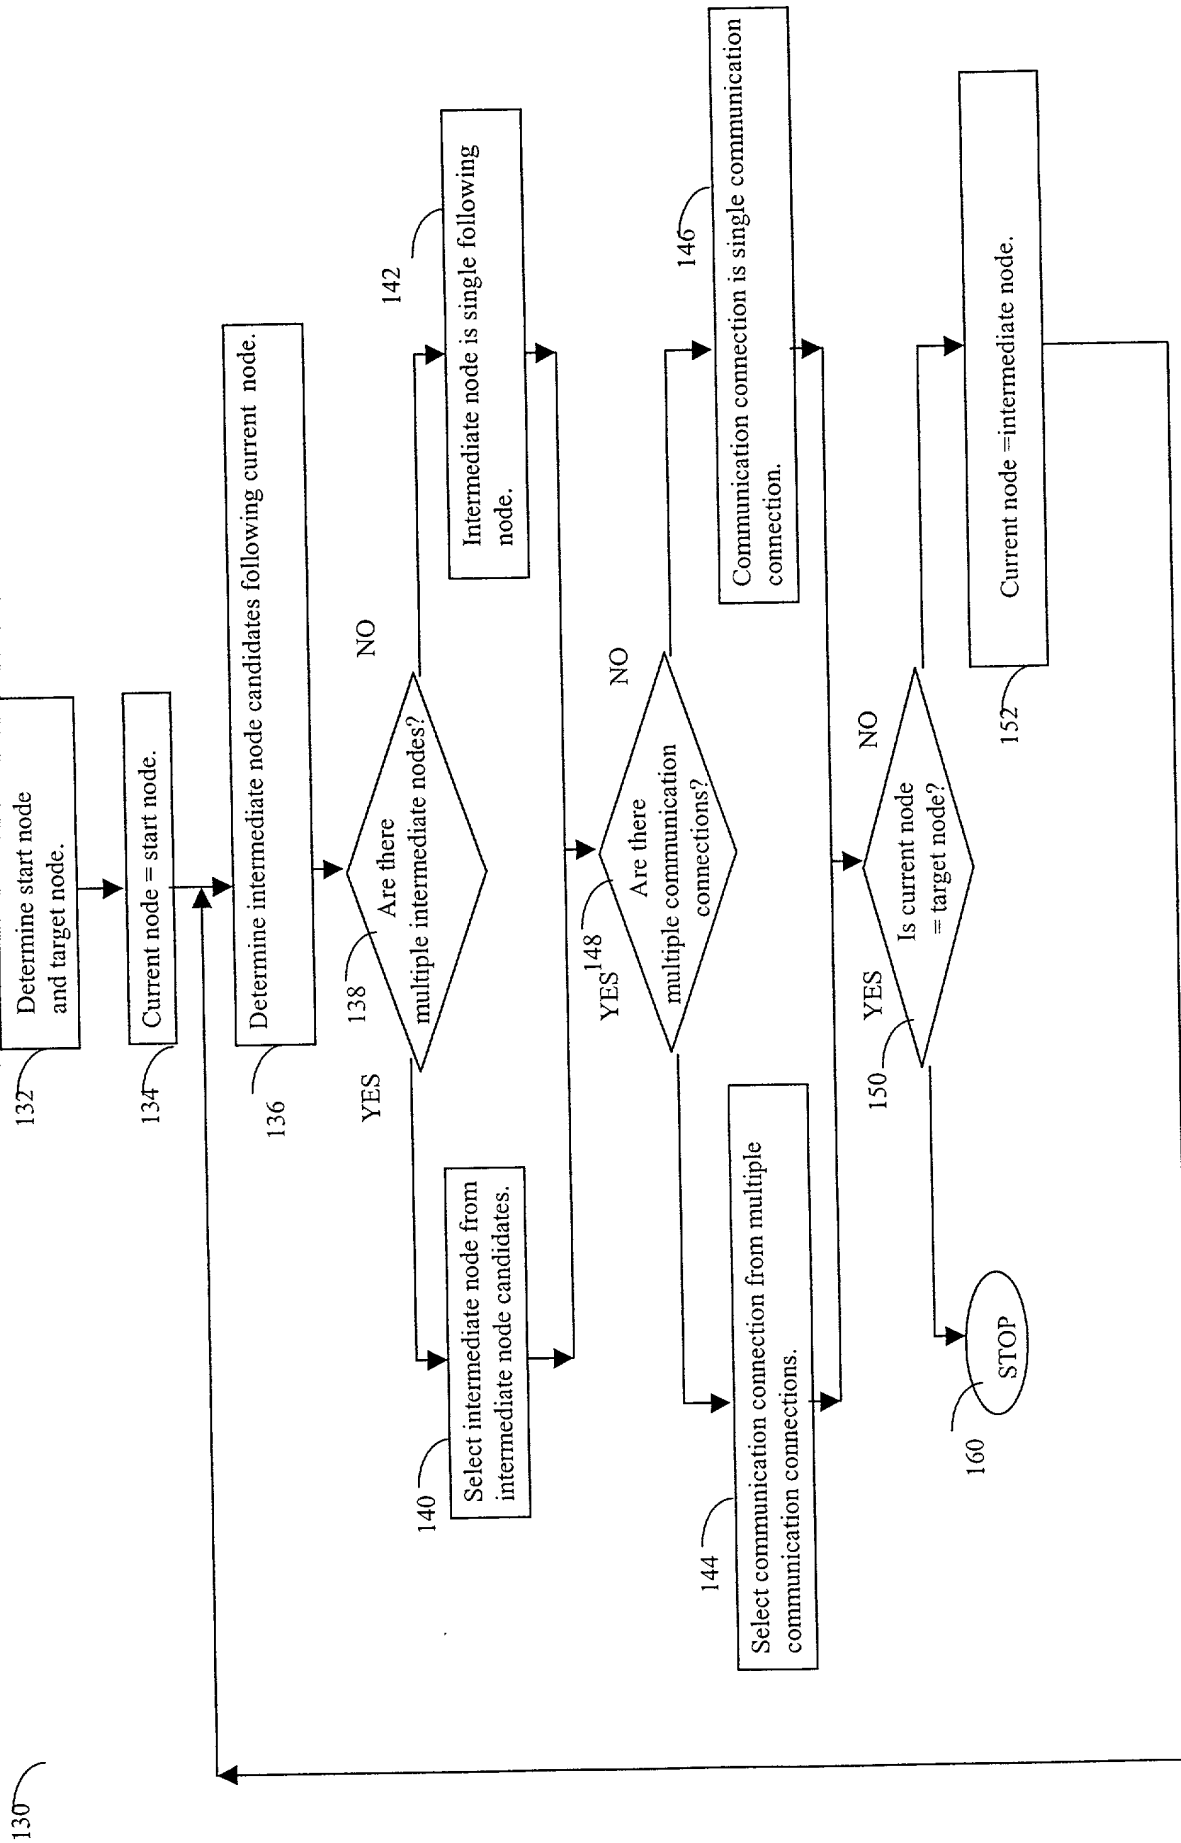 130
132
Determine start node
and target node.
134
Current node = start node.
136
Determine intermediate node candidates following current node.
138
Are there
multiple intermediate nodes?
YES
NO
140
Select intermediate node from
intermediate node candidates.
142
Intermediate node is single following
node.
148
Are there
multiple communication
connections?
YES
NO
144
Select communication connection from multiple
communication connections.
146
Communication connection is single communication
connection.
150
Is current node
= target node?
YES
NO
160
STOP
152
Current node =intermediate node.